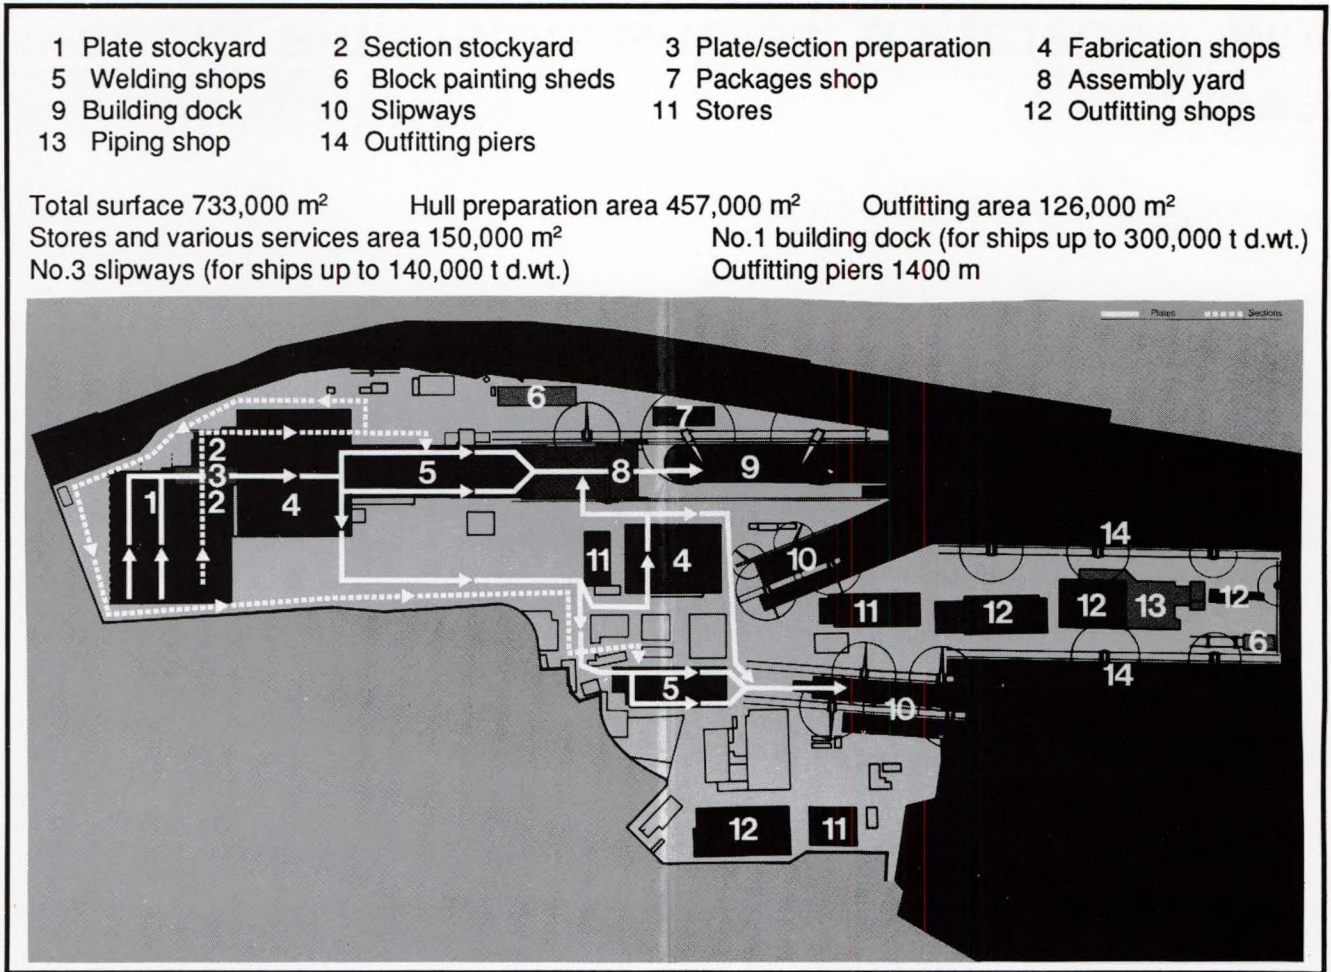 1 Plate stockyard 2 Section stockyard 3 Plate/section preparation 4 Fabrication shops
5 Welding shops 6 Block painting sheds 7 Packages shop 8 Assembly yard
9 Building dock 10 Slipways 11 Stores 12 Outfitting shops
13 Piping shop 14 Outfitting piers
Total surface 733,000 m² Hull preparation area 457,000 m² Outfitting area 126,000 m²
Stores and various services area 150,000 m² No.1 building dock (for ships up to 300,000 t d.wt.)
No.3 slipways (for ships up to 140,000 t d.wt.) Outfitting piers 1400 m
Plates Sections
6
7
2
5 8 9
3
1 2 4
14
10
11 4
12
11 12 12 13
6
14
5
10
12 11